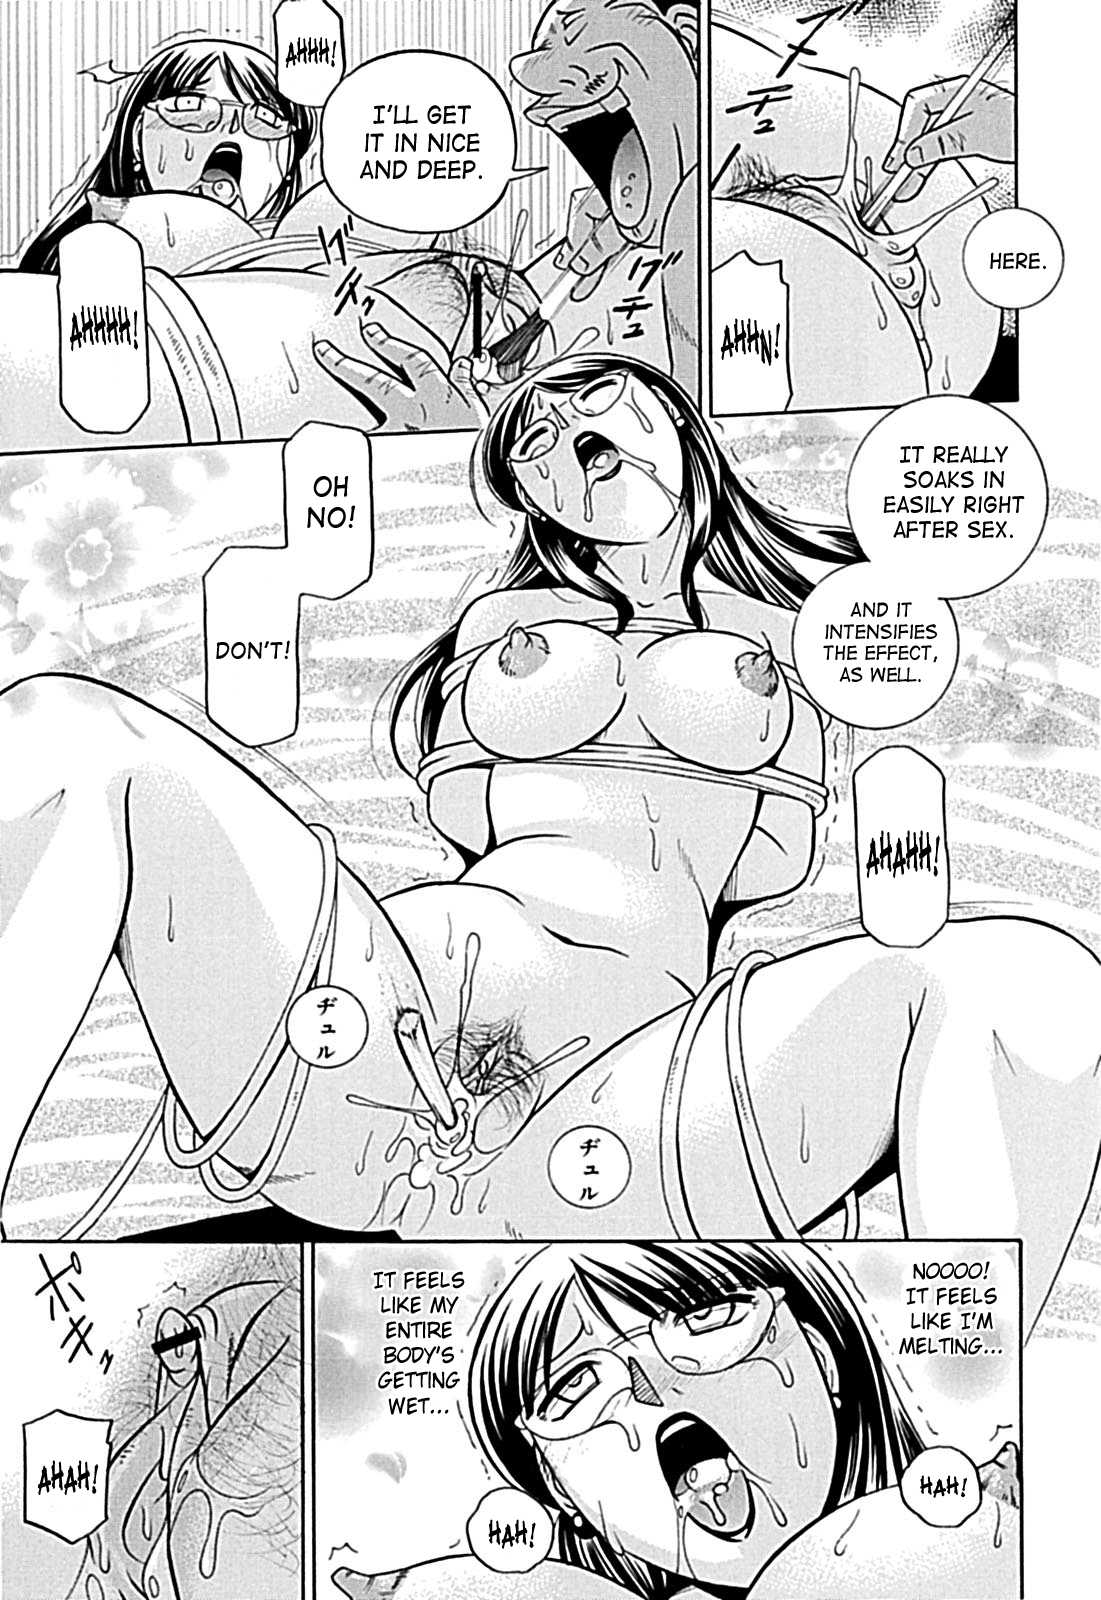 HERE.
AHHN!
AHHH!
I'LL GET
IT IN NICE
AND DEEP.
AHHHH!
IT REALLY
SOAKS IN
EASILY RIGHT
AFTER SEX.
AND IT
INTENSIFIES
THE EFFECT,
AS WELL.
OH
NO!
DON'T!
AHAHH!
ヂュル
ヂュル
NOOOO!
IT FEELS
LIKE I'M
MELTING...
IT FEELS
LIKE MY
ENTIRE
BODY'S
GETTING
WET...
HAH!
HAH!
AHAH!